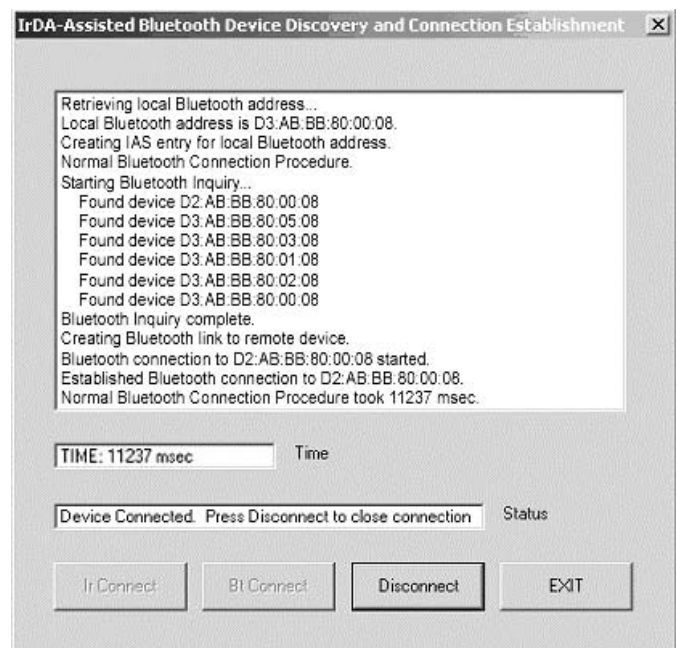 IrDA-Assisted Bluetooth Device Discovery and Connection Establishment
Retrieving local Bluetooth address...
Local Bluetooth address is D3:AB:BB:80:00:08.
Creating IAS entry for local Bluetooth address.
Normal Bluetooth Connection Procedure.
Starting Bluetooth Inquiry...
Found device D2:AB:BB:80:00:08
Found device D3:AB:BB:80:05:08
Found device D3:AB:BB:80:03:08
Found device D3:AB:BB:80:01:08
Found device D3:AB:BB:80:02:08
Found device D3:AB:BB:80:00:08
Bluetooth Inquiry complete.
Creating Bluetooth link to remote device.
Bluetooth connection to D2:AB:BB:80:00:08 started.
Established Bluetooth connection to D2:AB:BB:80:00:08.
Normal Bluetooth Connection Procedure took 11237 msec.
TIME: 11237 msec Time
Device Connected. Press Disconnect to close connection Status
Ir Connect Bt Connect Disconnect EXIT